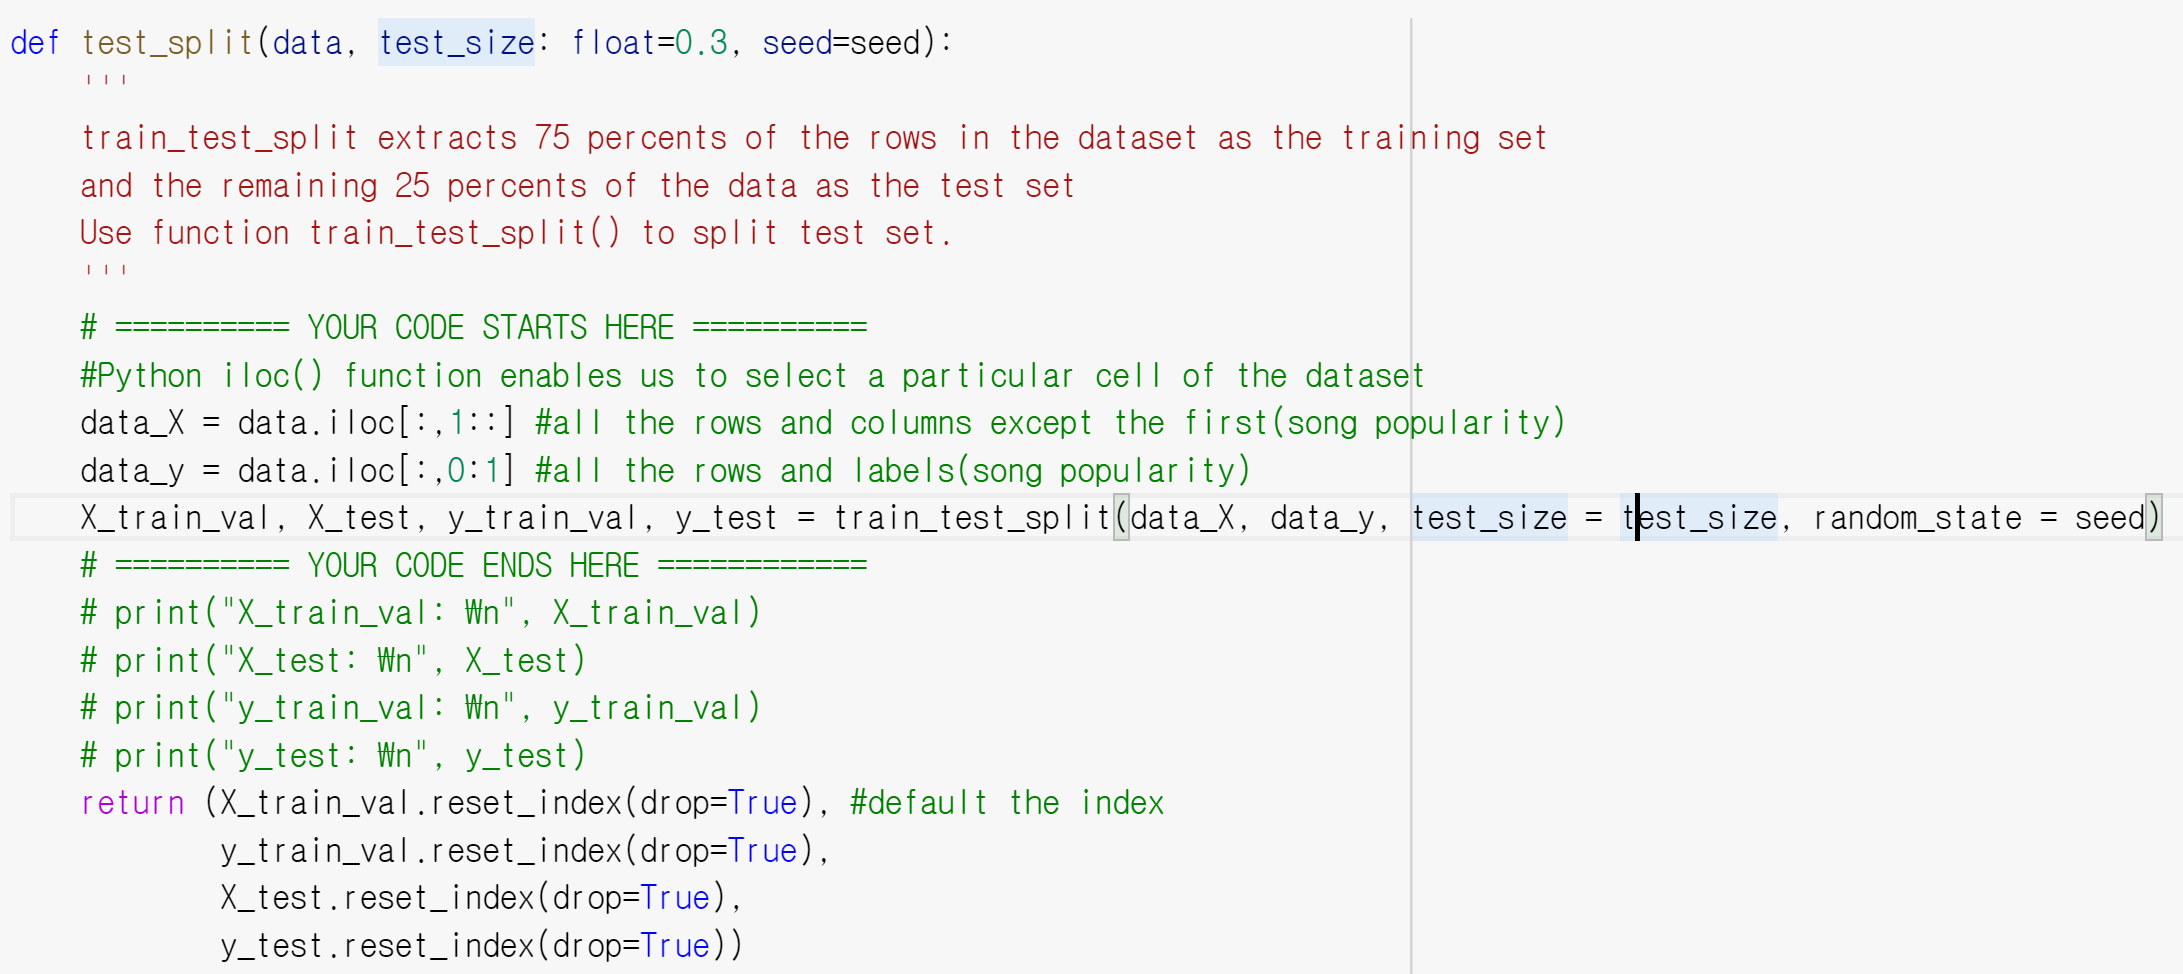 def test_split(data, test_size: float=0.3, seed=seed):
    '''
    train_test_split extracts 75 percents of the rows in the dataset as the training set
    and the remaining 25 percents of the data as the test set
    Use function train_test_split() to split test set.
    '''
    # ========== YOUR CODE STARTS HERE ==========
    #Python iloc() function enables us to select a particular cell of the dataset
    data_X = data.iloc[:,1::] #all the rows and columns except the first(song popularity)
    data_y = data.iloc[:,0:1] #all the rows and labels(song popularity)
    X_train_val, X_test, y_train_val, y_test = train_test_split(data_X, data_y, test_size = test_size, random_state = seed)
    # ========== YOUR CODE ENDS HERE ============
    # print("X_train_val: ₩n", X_train_val)
    # print("X_test: ₩n", X_test)
    # print("y_train_val: ₩n", y_train_val)
    # print("y_test: ₩n", y_test)
    return (X_train_val.reset_index(drop=True), #default the index
            y_train_val.reset_index(drop=True),
            X_test.reset_index(drop=True),
            y_test.reset_index(drop=True))